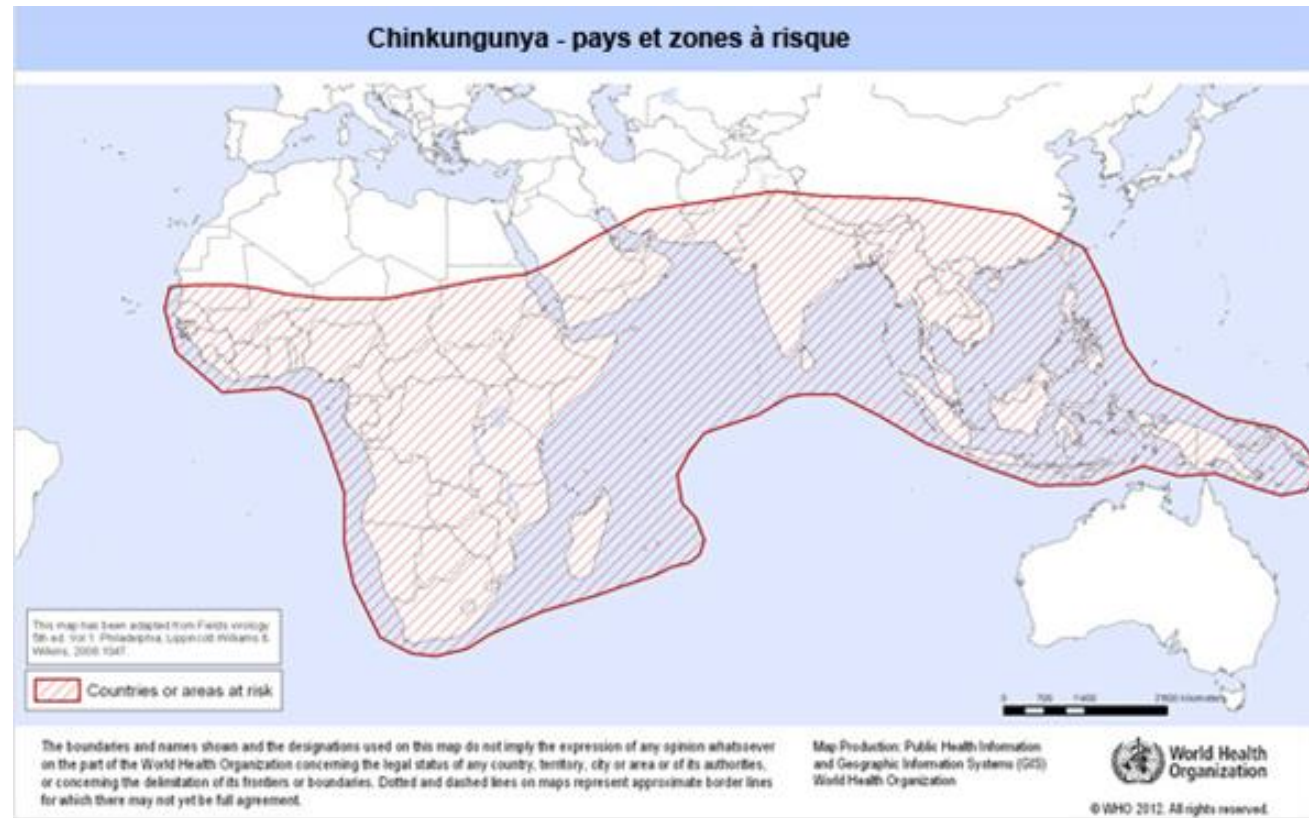 Chinkungunya - pays et zones à risque
This map has been adapted from Fields virology
5th ed. Vol 1. Philadelphia, Lippincott Williams &
Wilkins, 2006:1047.
Countries or areas at risk
0 700 1400 kilometers
The boundaries and names shown and the designations used on this map do not imply the expression of any opinion whatsoever
on the part of the World Health Organization concerning the legal status of any country, territory, city or area or of its authorities,
or concerning the delimitation of its frontiers or boundaries. Dotted and dashed lines on maps represent approximate border lines
for which there may not yet be full agreement.
Map Production: Public Health Information
and Geographic Information Systems (GIS)
World Health Organization
World Health
Organization
© WHO 2012. All rights reserved.